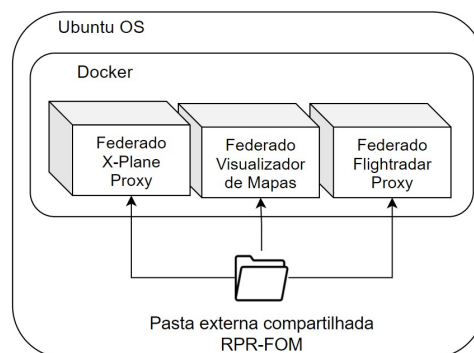 Ubuntu OS
Docker
Federado
X-Plane
Proxy
Federado
Visualizador
de Mapas
Federado
Flightradar
Proxy
Pasta externa compartilhada
RPR-FOM